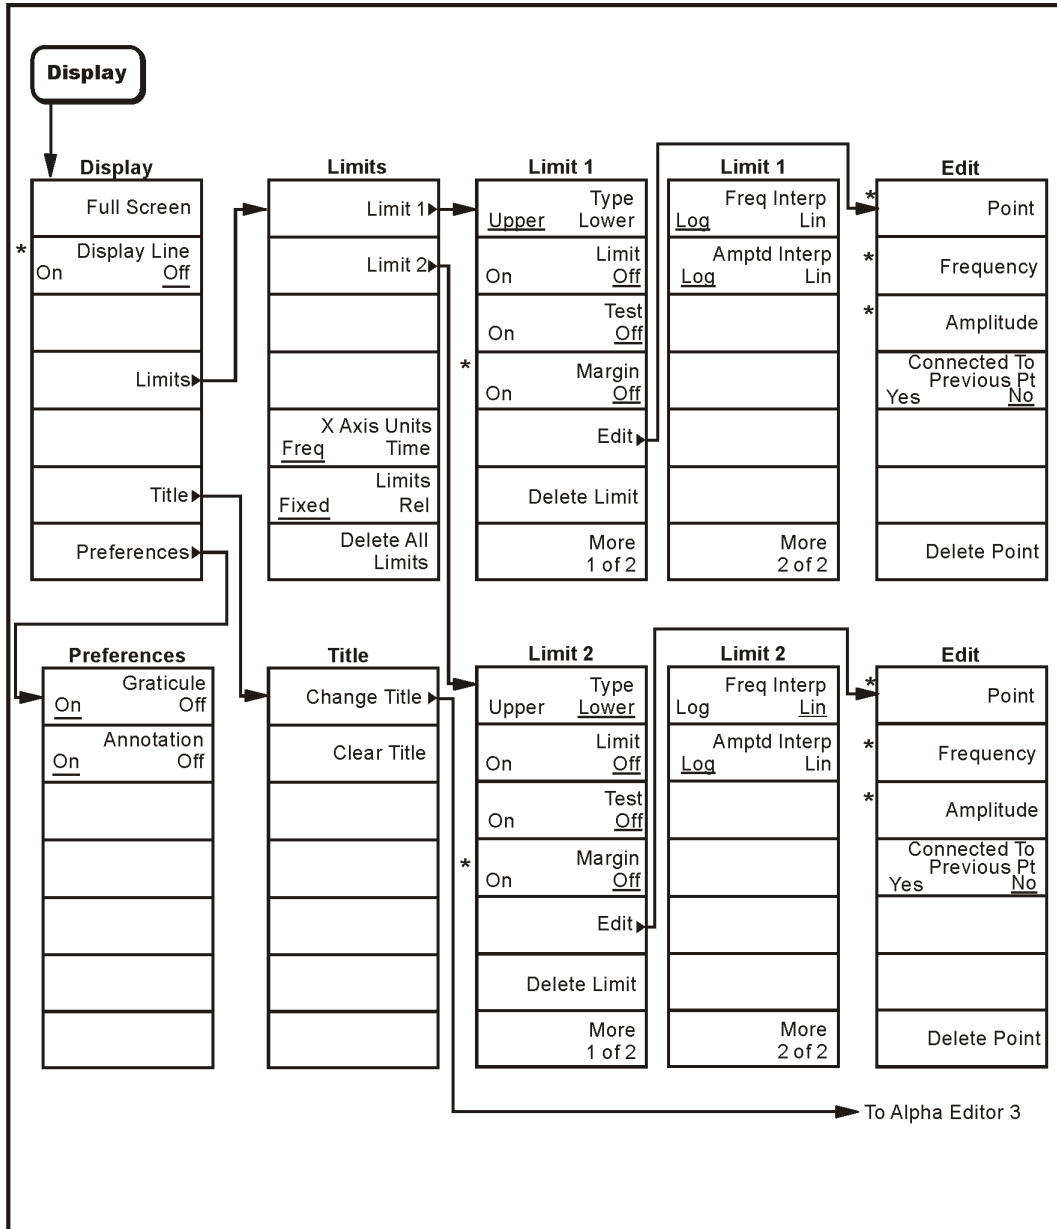 Display
Display
Full Screen
*
Display Line
On Off
Limits
Title
Preferences
Limits
Limit 1
Limit 2
X Axis Units
Freq Time
Limits
Fixed Rel
Delete All
Limits
Limit 1
Type
Upper Lower
Limit
On Off
Test
On Off
*
Margin
On Off
Edit
Delete Limit
More
1 of 2
Limit 1
Freq Interp
Log Lin
Amptd Interp
Log Lin
More
2 of 2
Edit
*
Point
*
Frequency
*
Amplitude
Connected To
Previous Pt
Yes No
Delete Point
Preferences
Graticule
On Off
Annotation
On Off
Title
Change Title
Clear Title
Limit 2
Type
Upper Lower
Limit
On Off
Test
On Off
*
Margin
On Off
Edit
Delete Limit
More
1 of 2
Limit 2
Freq Interp
Log Lin
Amptd Interp
Log Lin
More
2 of 2
Edit
*
Point
*
Frequency
*
Amplitude
Connected To
Previous Pt
Yes No
Delete Point
To Alpha Editor 3